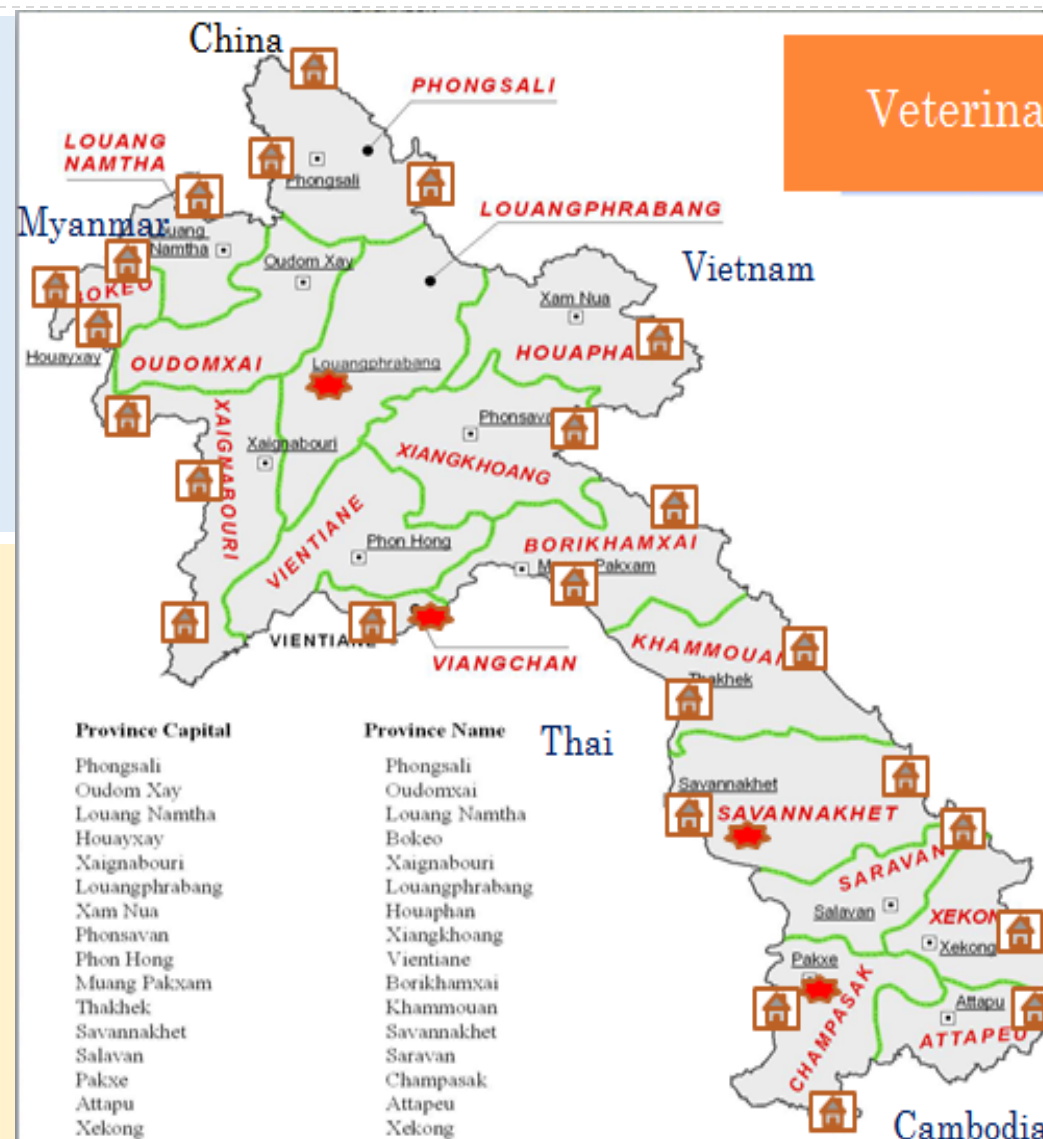 China
Veterina
PHONGSALI
LOUANG
NAMTHA
Phongsali
LOUANGPHRABANG
Myanmar
Namtha
Oudom Xay
Vietnam
BOKEO
Xam Nua
Houayxay
OUDOMXAI
Louangphrabang
HOUAPHA
XAIGNABOURI
Phonsava
Xaignabouri
XIANGKHOANG
VIENTIANE
Phon Hong
BORIKHAMXAI
Pakxam
VIENTIANE
VIANGCHAN
KHAMMOUAN
Thakhek
Thai
Savannakhet
SAVANNAKHET
SARAVAN
Salavan
XEKON
Xekong
Pakxe
CHAMPASAK
Attapu
ATTAPEU
Cambodia
Province Capital Province Name
Phongsali Phongsali
Oudom Xay Oudomxai
Louang Namtha Louang Namtha
Houayxay Bokeo
Xaignabouri Xaignabouri
Louangphrabang Louangphrabang
Xam Nua Houaphan
Phonsavan Xiangkhoang
Phon Hong Vientiane
Muang Pakxam Borikhamxai
Thakhek Khammouan
Savannakhet Savannakhet
Salavan Saravan
Pakxe Champasak
Attapu Attapeu
Xekong Xekong